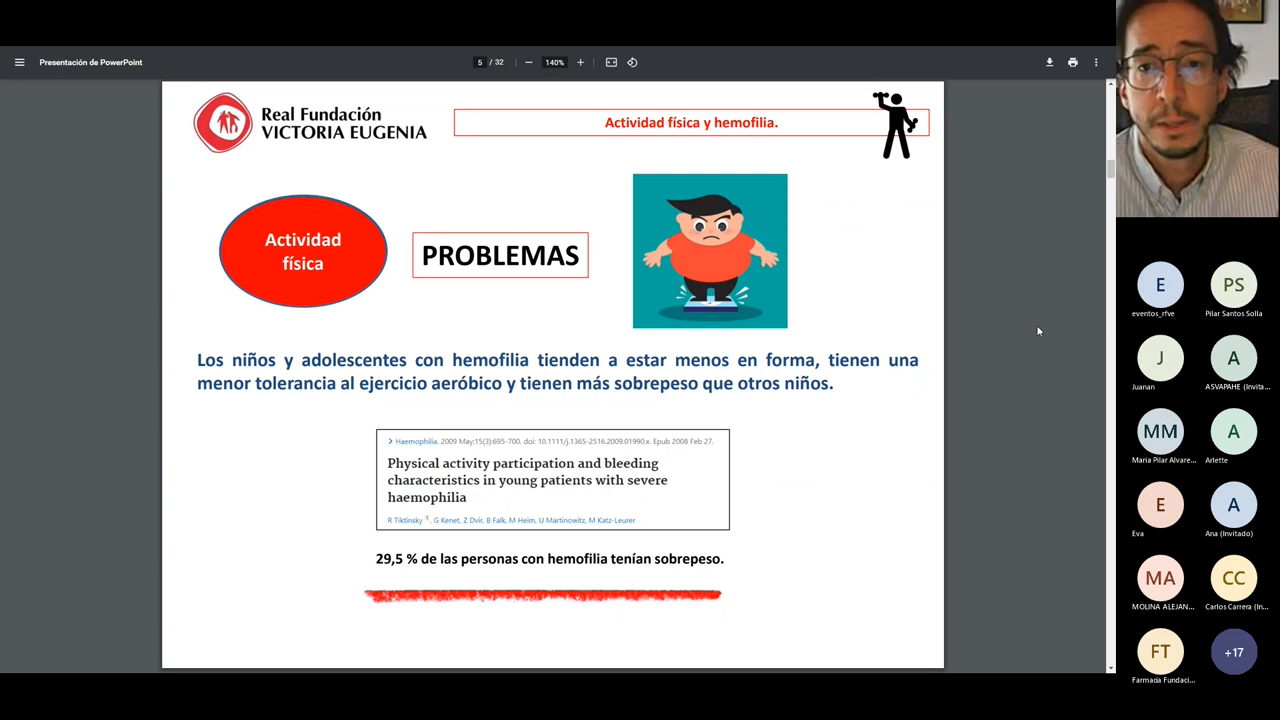 Presentación de PowerPoint
5 / 32
140%
Real Fundación
VICTORIA EUGENIA
Actividad física y hemofilia.
Actividad
física
PROBLEMAS
Los niños y adolescentes con hemofilia tienden a estar menos en forma, tienen una
menor tolerancia al ejercicio aeróbico y tienen más sobrepeso que otros niños.
Haemophilia. 2009 May;15(3):695-700. doi: 10.1111/j.1365-2516.2009.01990.x. Epub 2008 Feb 27.
Physical activity participation and bleeding
characteristics in young patients with severe
haemophilia
R Tiktinsky, G Kenet, Z Dvir, B Falk, M Heim, U Martinowitz, M Katz-Leurer
29,5 % de las personas con hemofilia tenían sobrepeso.
E
PS
eventos_rfve
Pilar Santos Solla
J
A
Juanan
ASVAPAHE (Invita...
MM
A
Maria Pilar Alvare...
Arlette
E
A
Eva
Ana (Invitado)
MA
CC
MOLINA ALEJAN...
Carlos Carrera (In...
FT
+17
Farmada Fundaci...